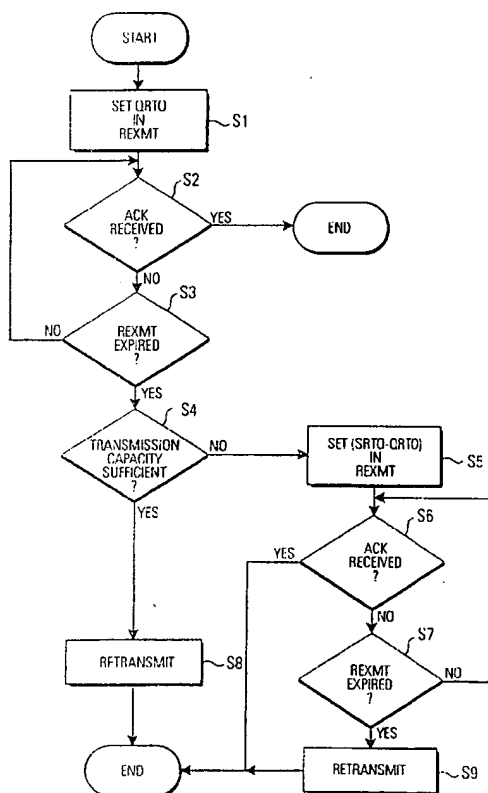 START
SET QRTO
IN
REXMT
S1
S2
ACK
RECEIVED
?
YES
END
NO
S3
REXMT
EXPIRED
?
NO
YES
S4
TRANSMISSION
CAPACITY
SUFFICIENT
?
NO
YES
SET (SRTO-QRTO)
IN
REXMT
S5
S6
ACK
RECEIVED
?
YES
NO
S7
REXMT
EXPIRED
?
NO
YES
RETRANSMIT
S8
RETRANSMIT
S9
END